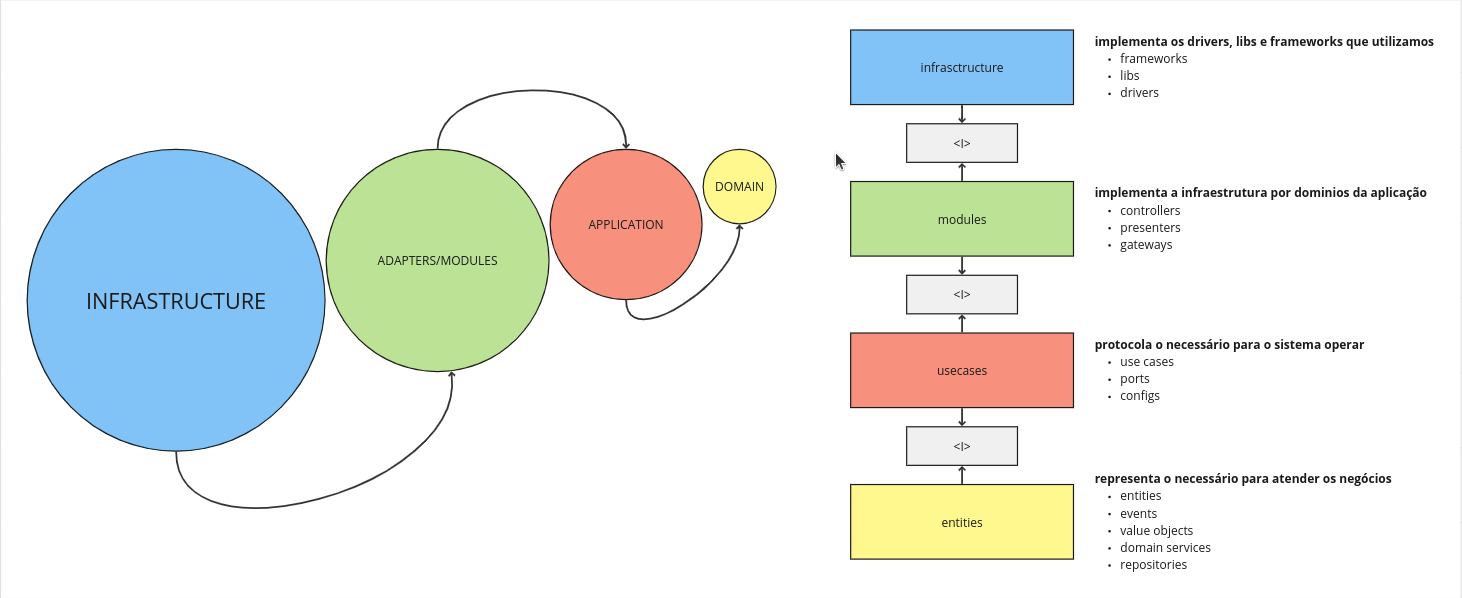 INFRASTRUCTURE
ADAPTERS/MODULES
APPLICATION
DOMAIN
infrasctructure
implementa os drivers, libs e frameworks que utilizamos
• frameworks
• libs
• drivers
<I>
modules
implementa a infraestrutura por dominios da aplicação
• controllers
• presenters
• gateways
<I>
usecases
protocola o necessário para o sistema operar
• use cases
• ports
• configs
<I>
entities
representa o necessário para atender os negócios
• entities
• events
• value objects
• domain services
• repositories